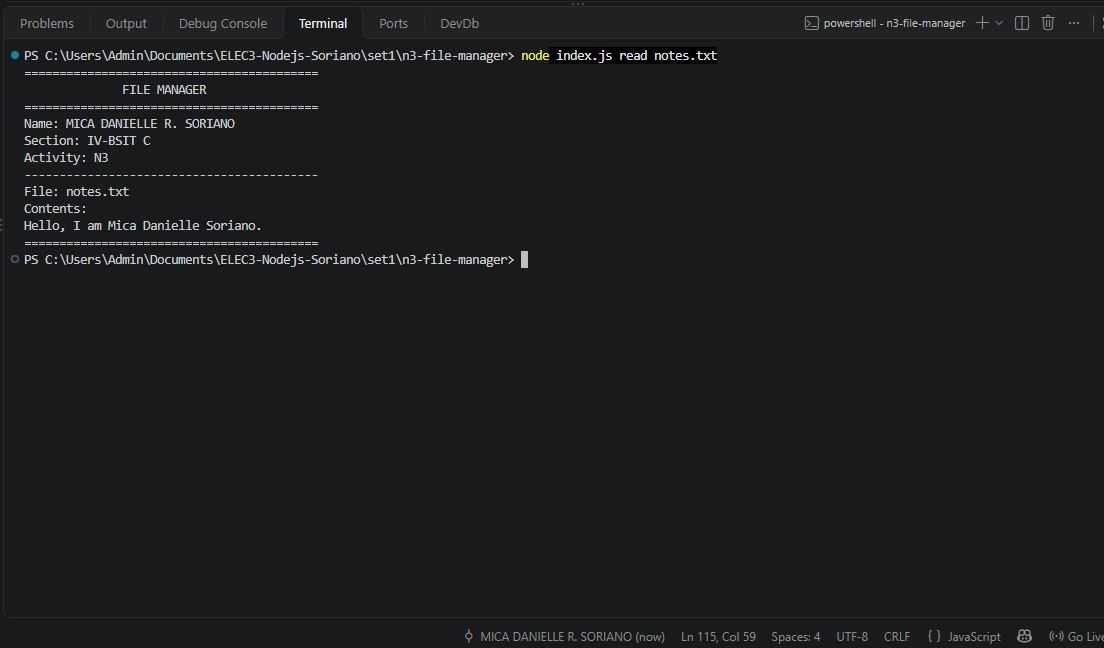 Problems Output Debug Console Terminal Ports DevDb powershell - n3-file-manager
PS C:\Users\Admin\Documents\ELEC3-Nodejs-Soriano\set1\n3-file-manager> node index.js read notes.txt
==========================================
FILE MANAGER
==========================================
Name: MICA DANIELLE R. SORIANO
Section: IV-BSIT C
Activity: N3
------------------------------------------
File: notes.txt
Contents:
Hello, I am Mica Danielle Soriano.
==========================================
PS C:\Users\Admin\Documents\ELEC3-Nodejs-Soriano\set1\n3-file-manager>
MICA DANIELLE R. SORIANO (now) Ln 115, Col 59 Spaces: 4 UTF-8 CRLF { } JavaScript Go Live